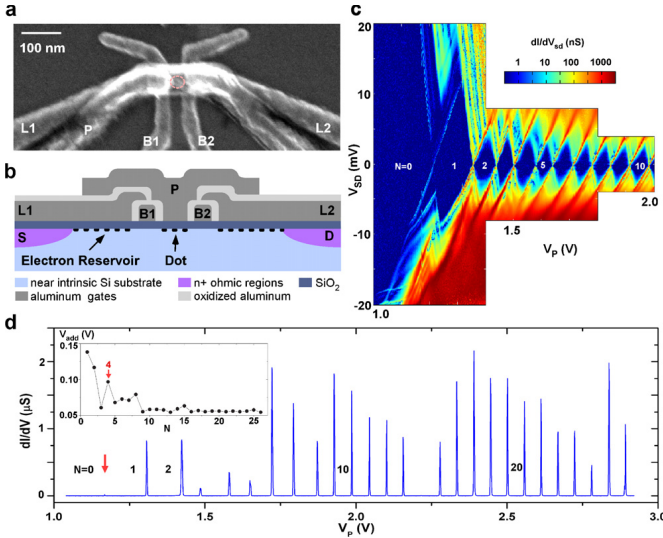 a
100 nm
L1
P
B1
B2
L2
b
P
L1
B1
B2
L2
S
D
Electron Reservoir
Dot
near intrinsic Si substrate
n+ ohmic regions
SiO2
aluminum gates
oxidized aluminum
c
dI/dVsd (nS)
1 10 100 1000
VSD (mV)
20
10
0
-10
-20
N=0 1 2 5 10
1.0
1.5
2.0
VP (V)
d
dI/dV (µS)
2
1
0
Vadd (V)
0.15
0.10
0.05
4
0 5 10 15 20 25
N
N=0 1 2 10 20
1.0 1.5 2.0 2.5 3.0
VP (V)